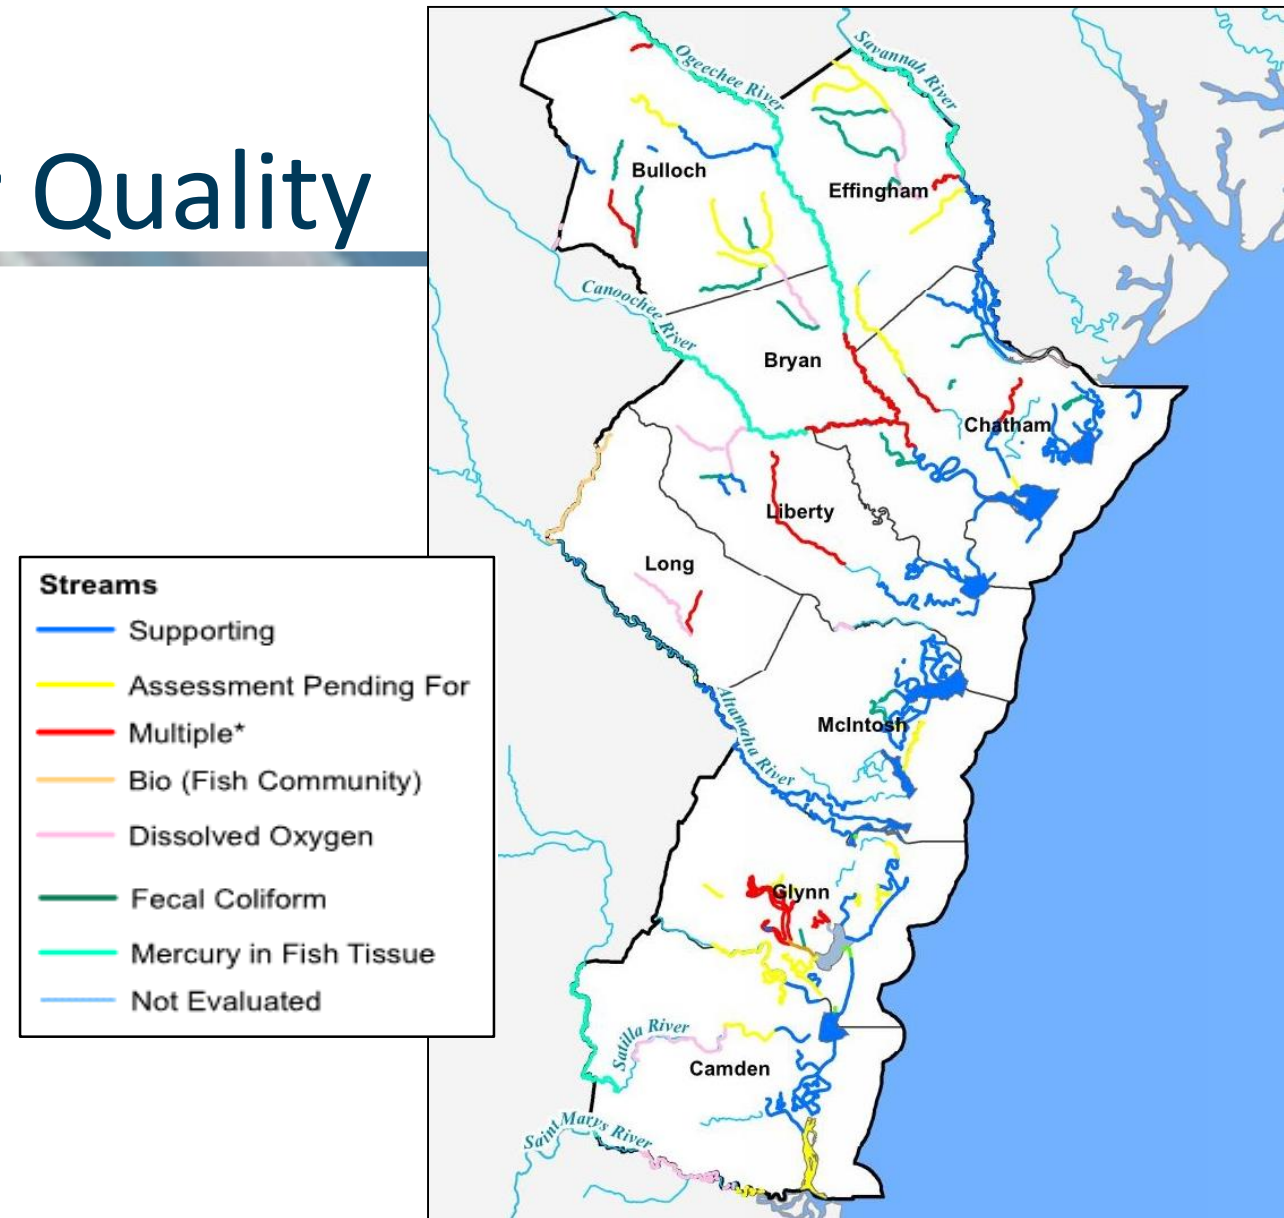 Quality
Ogeechee River
Savannah River
Bulloch
Effingham
Canoochee River
Bryan
Chatham
Liberty
Long
Altamaha River
McIntosh
Glynn
Satilla River
Camden
Saint Marys River
Streams
Supporting
Assessment Pending For
Multiple*
Bio (Fish Community)
Dissolved Oxygen
Fecal Coliform
Mercury in Fish Tissue
Not Evaluated